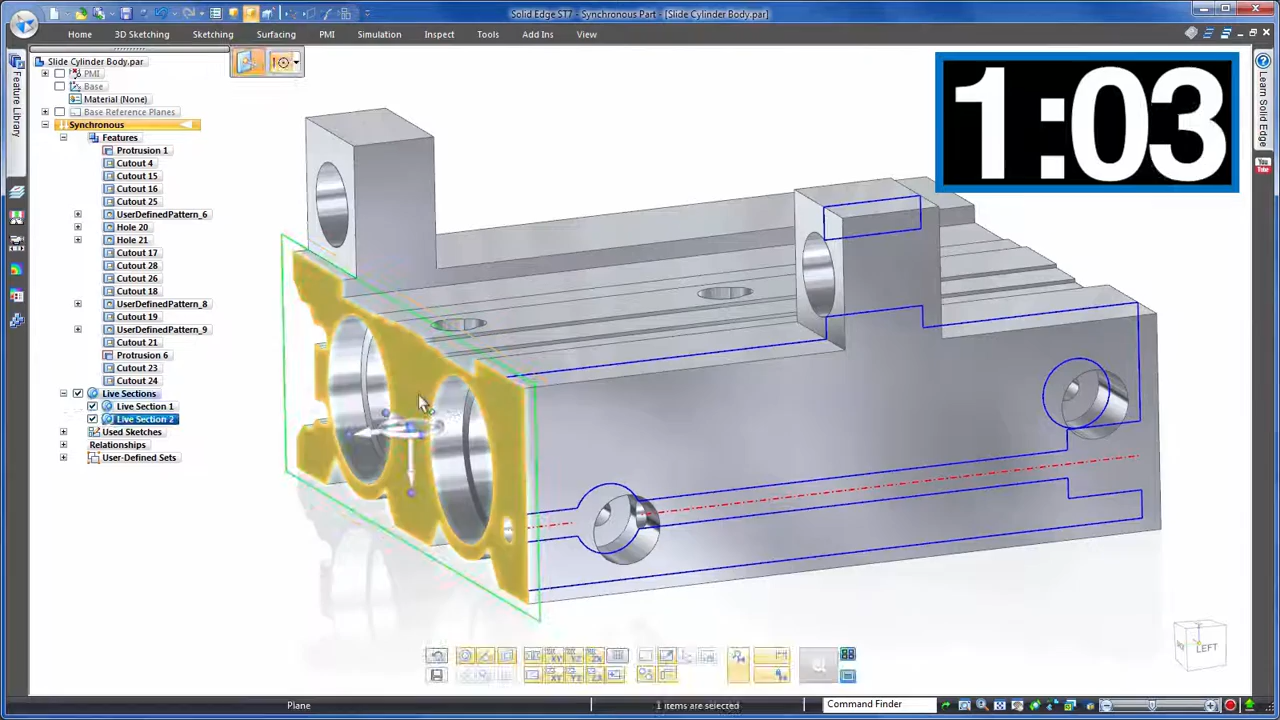 Solid Edge ST7 - Synchronous Part - [Slide Cylinder Body.par]
Home
3D Sketching
Sketching
Surfacing
PMI
Simulation
Inspect
Tools
Add Ins
View
Slide Cylinder Body.par
PMI
Base
Material (None)
Base Reference Planes
Synchronous
Features
Protrusion 1
Cutout 4
Cutout 15
Cutout 16
Cutout 25
UserDefinedPattern_6
Hole 20
Hole 21
Cutout 17
Cutout 28
Cutout 26
Cutout 18
UserDefinedPattern_8
Cutout 19
UserDefinedPattern_9
Cutout 21
Protrusion 6
Cutout 23
Cutout 24
Live Sections
Live Section 1
Live Section 2
Used Sketches
Relationships
User-Defined Sets
Feature Library
1:03
Learn Solid Edge
You
Tube
LEFT
Plane
1 items are selected
Command Finder